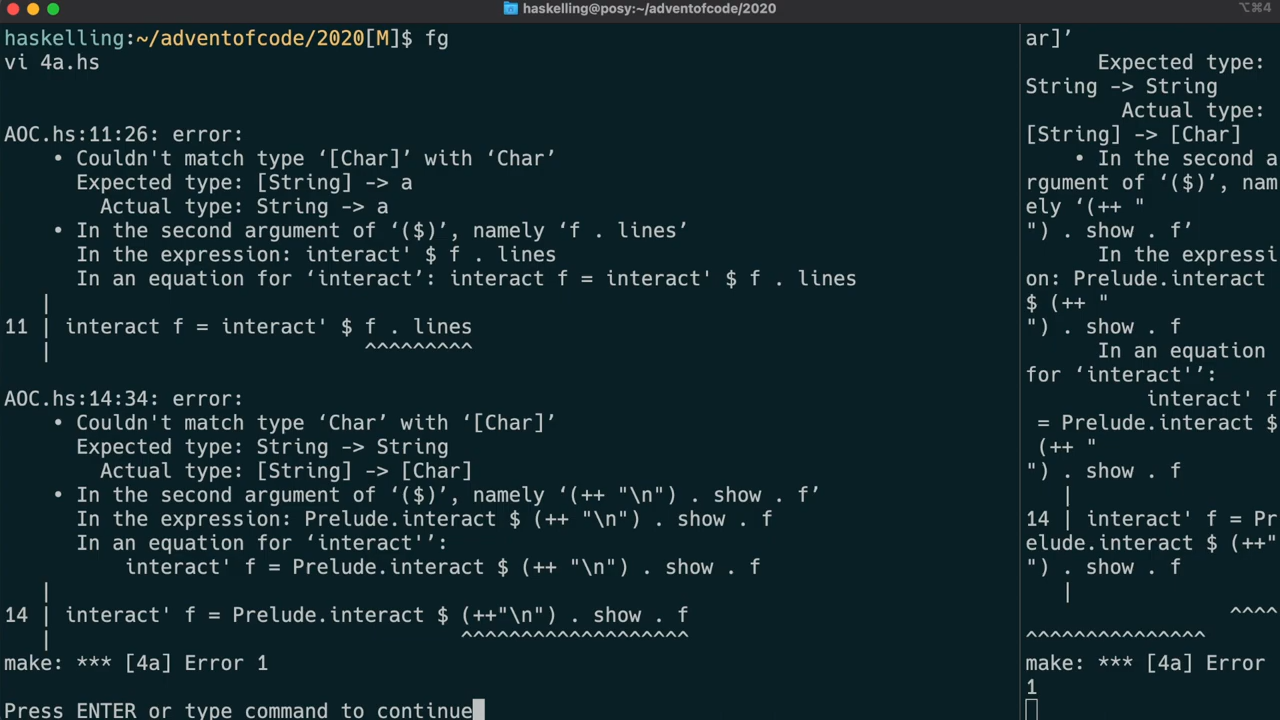 haskelling@posy:~/adventofcode/2020
⌥⌘4
haskelling:~/adventofcode/2020[M]$ fg
vi 4a.hs
AOC.hs:11:26: error:
    • Couldn't match type ‘[Char]’ with ‘Char’
      Expected type: [String] -> a
        Actual type: String -> a
    • In the second argument of ‘($)’, namely ‘f . lines’
      In the expression: interact' $ f . lines
      In an equation for ‘interact’: interact f = interact' $ f . lines
   |
11 | interact f = interact' $ f . lines
   |                          ^^^^^^^^^
AOC.hs:14:34: error:
    • Couldn't match type ‘Char’ with ‘[Char]’
      Expected type: String -> String
        Actual type: [String] -> [Char]
    • In the second argument of ‘($)’, namely ‘(++ "\n") . show . f’
      In the expression: Prelude.interact $ (++ "\n") . show . f
      In an equation for ‘interact'’:
          interact' f = Prelude.interact $ (++ "\n") . show . f
   |
14 | interact' f = Prelude.interact $ (++"\n") . show . f
   |                                  ^^^^^^^^^^^^^^^^^^^
make: *** [4a] Error 1
Press ENTER or type command to continue
ar]’
      Expected type:
String -> String
        Actual type:
[String] -> [Char]
    • In the second a
rgument of ‘($)’, nam
ely ‘(++ "
") . show . f’
      In the expressi
on: Prelude.interact
$ (++ "
") . show . f
      In an equation
for ‘interact'’:
          interact' f
 = Prelude.interact $
 (++ "
") . show . f
   |
14 | interact' f = Pr
elude.interact $ (++"
") . show . f
   |
                 ^^^^
^^^^^^^^^^^^^^^
make: *** [4a] Error
1